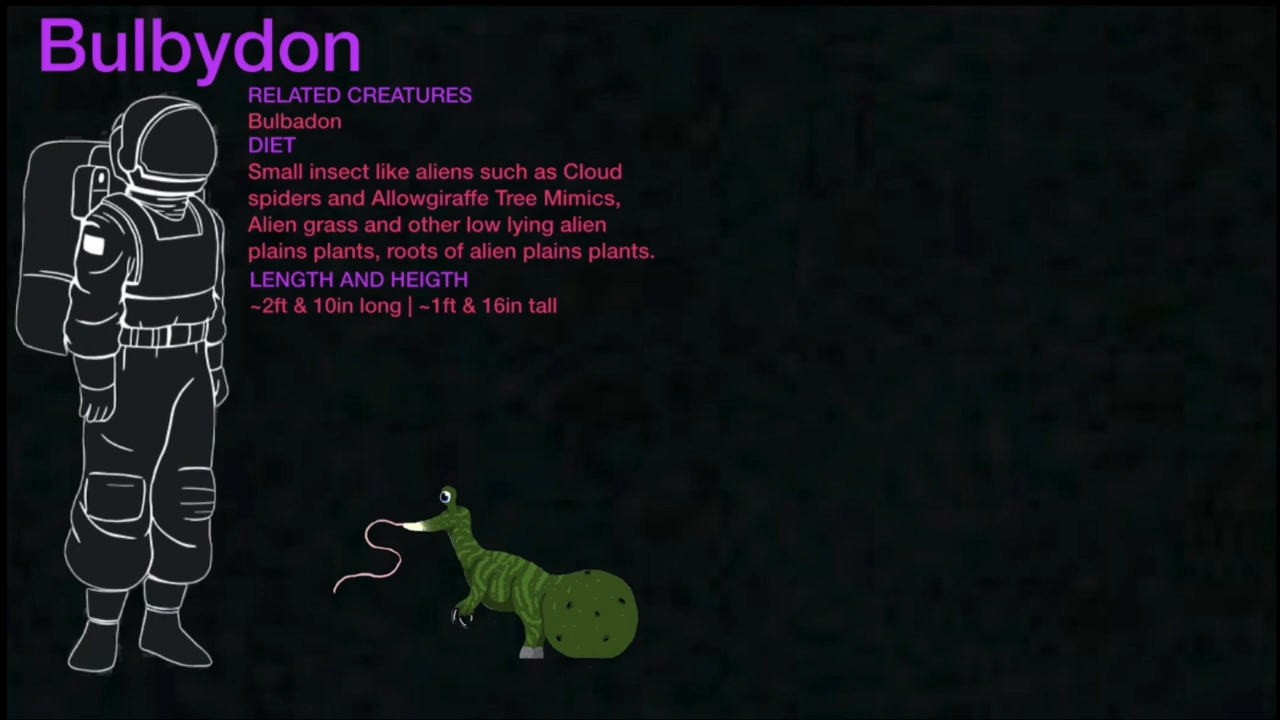 Bulbydon
RELATED CREATURES
Bulbadon
DIET
Small insect like aliens such as Cloud
spiders and Allowgiraffe Tree Mimics,
Alien grass and other low lying alien
plains plants, roots of alien plains plants.
LENGTH AND HEIGTH
~2ft & 10in long | ~1ft & 16in tall